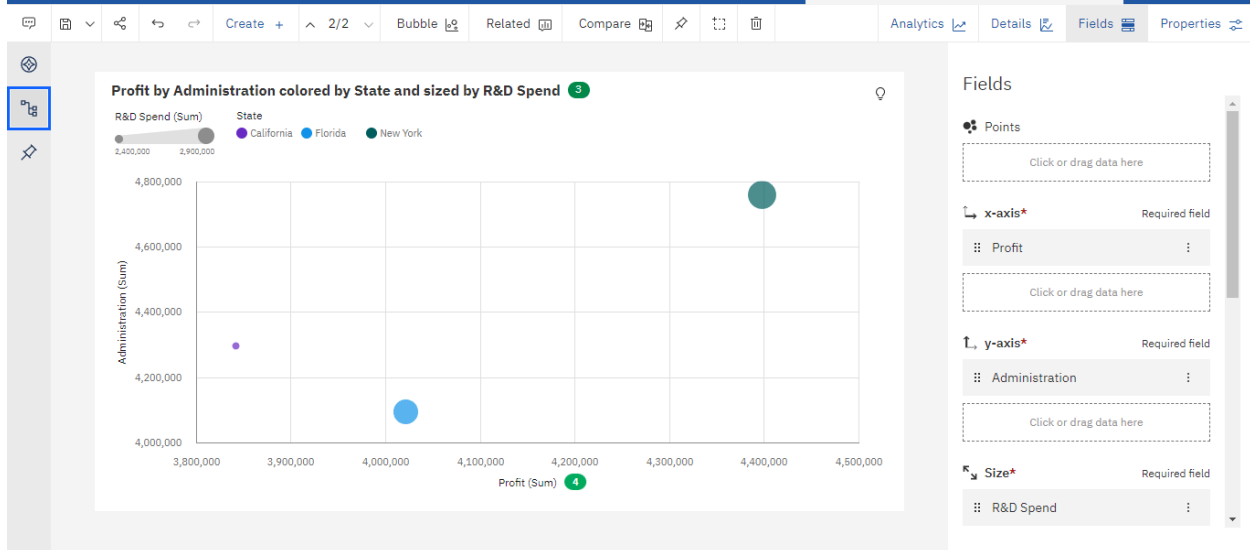 Create +
2/2
Bubble
Related
Compare
Analytics
Details
Fields
Properties
Profit by Administration colored by State and sized by R&D Spend 3
R&D Spend (Sum)
2,400,000 2,900,000
State
California Florida New York
4,800,000
4,600,000
4,400,000
4,200,000
4,000,000
Administration (Sum)
3,800,000 3,900,000 4,000,000 4,100,000 4,200,000 4,300,000 4,400,000 4,500,000
Profit (Sum) 4
Fields
Points
Click or drag data here
x-axis* Required field
Profit
Click or drag data here
y-axis* Required field
Administration
Click or drag data here
Size* Required field
R&D Spend